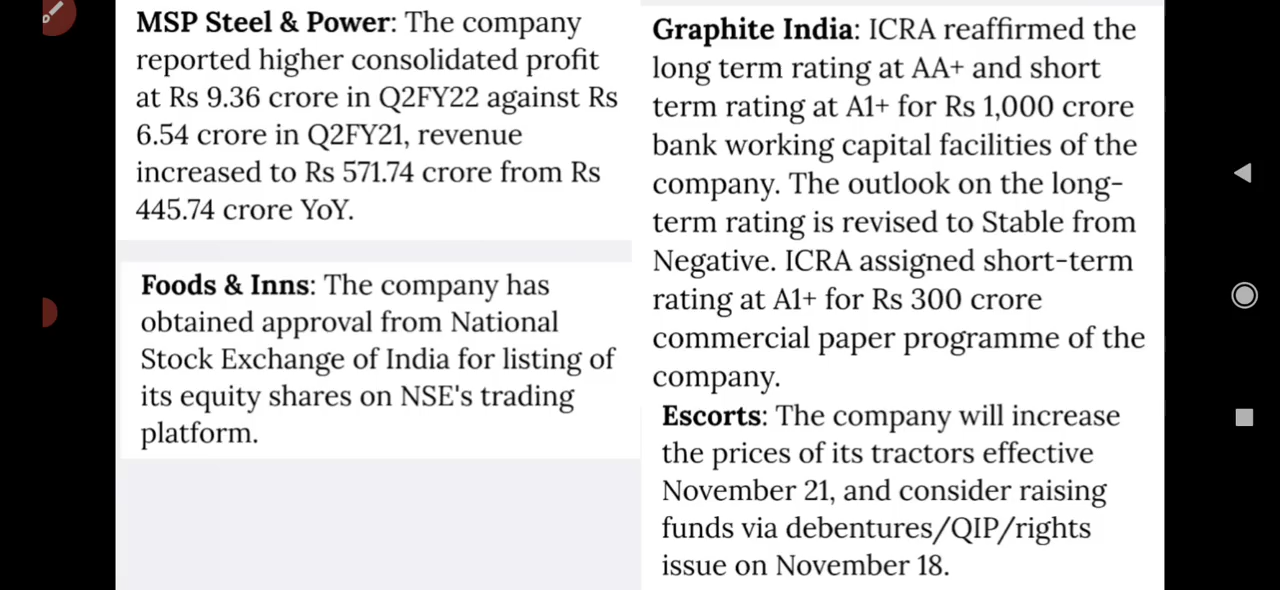 MSP Steel & Power: The company
reported higher consolidated profit
at Rs 9.36 crore in Q2FY22 against Rs
6.54 crore in Q2FY21, revenue
increased to Rs 571.74 crore from Rs
445.74 crore YoY.
Foods & Inns: The company has
obtained approval from National
Stock Exchange of India for listing of
its equity shares on NSE's trading
platform.
Graphite India: ICRA reaffirmed the
long term rating at AA+ and short
term rating at A1+ for Rs 1,000 crore
bank working capital facilities of the
company. The outlook on the long-
term rating is revised to Stable from
Negative. ICRA assigned short-term
rating at A1+ for Rs 300 crore
commercial paper programme of the
company.
Escorts: The company will increase
the prices of its tractors effective
November 21, and consider raising
funds via debentures/QIP/rights
issue on November 18.